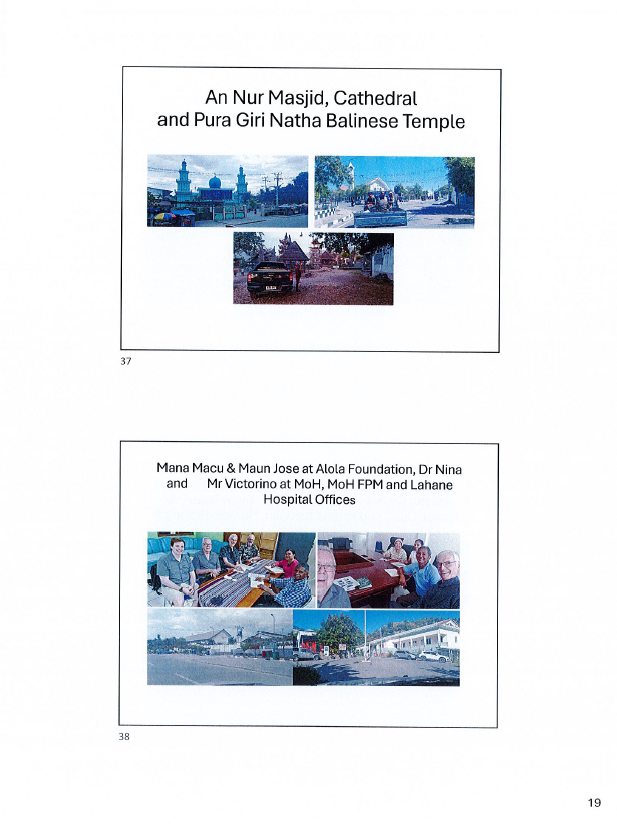 An Nur Masjid, Cathedral
and Pura Giri Natha Balinese Temple
37
Mana Macu & Maun Jose at Alola Foundation, Dr Nina
and Mr Victorino at MoH, MoH FPM and Lahane
Hospital Offices
38
19